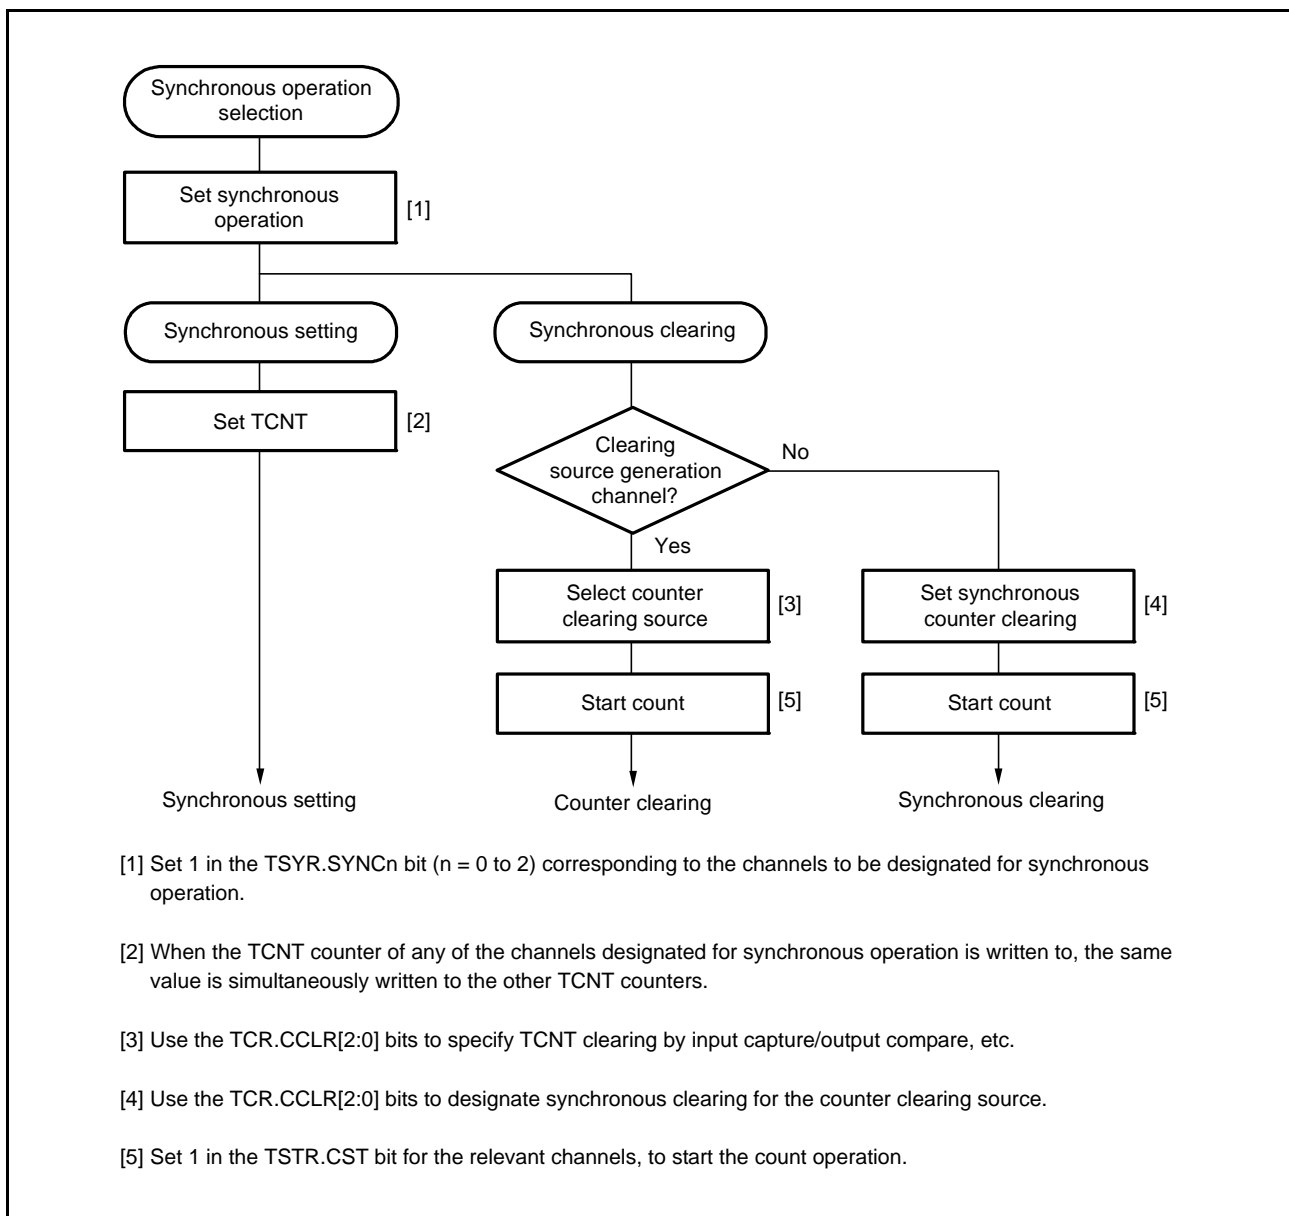 Synchronous operation
selection
Set synchronous
operation
[1]
Synchronous setting
Synchronous clearing
Set TCNT
[2]
Clearing
source generation
channel?
No
Yes
Select counter
clearing source
[3]
Set synchronous
counter clearing
[4]
Start count
[5]
Start count
[5]
Synchronous setting
Counter clearing
Synchronous clearing
[1] Set 1 in the TSYR.SYNCn bit (n = 0 to 2) corresponding to the channels to be designated for synchronous
operation.
[2] When the TCNT counter of any of the channels designated for synchronous operation is written to, the same
value is simultaneously written to the other TCNT counters.
[3] Use the TCR.CCLR[2:0] bits to specify TCNT clearing by input capture/output compare, etc.
[4] Use the TCR.CCLR[2:0] bits to designate synchronous clearing for the counter clearing source.
[5] Set 1 in the TSTR.CST bit for the relevant channels, to start the count operation.